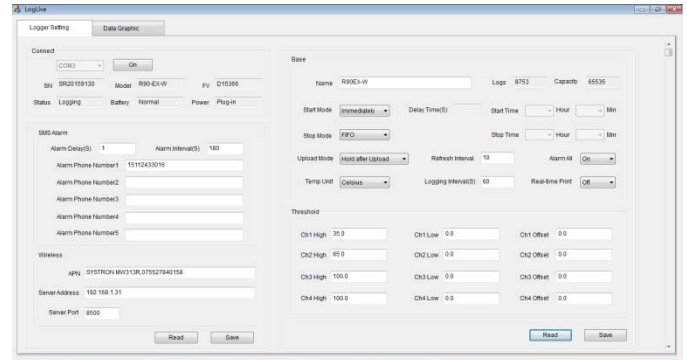 LogLive
Logger Setting Data Graphic
Connect
COM3 On
SN SR20159130 Model R90-EX-W FV D15366
Status Logging Battery Normal Power Plug-in
SMS Alarm
Alarm Delay(S) 1 Alarm Interval(S) 180
Alarm Phone Number1 15112433016
Alarm Phone Number2
Alarm Phone Number3
Alarm Phone Number4
Alarm Phone Number5
Wireless
APN SYSTRON MW313R,075527840158
Server Address 192.168.1.31
Server Port 8500
Read Save
Base
Name R90EX-W Logs 8753 Capacity 65535
Start Mode Immediately Delay Time(S) Start Time Hour Min
Stop Mode FIFO Stop Time Hour Min
Upload Mode Hold after Upload Refresh Interval 10 Alarm All On
Temp Unit Celsius Logging Interval(S) 60 Real-time Print Off
Threshold
Ch1 High 35.0 Ch1 Low 0.0 Ch1 Offset 0.0
Ch2 High 85.0 Ch2 Low 0.0 Ch2 Offset 0.0
Ch3 High 100.0 Ch3 Low 0.0 Ch3 Offset 0.0
Ch4 High 100.0 Ch4 Low 0.0 Ch4 Offset 0.0
Read Save